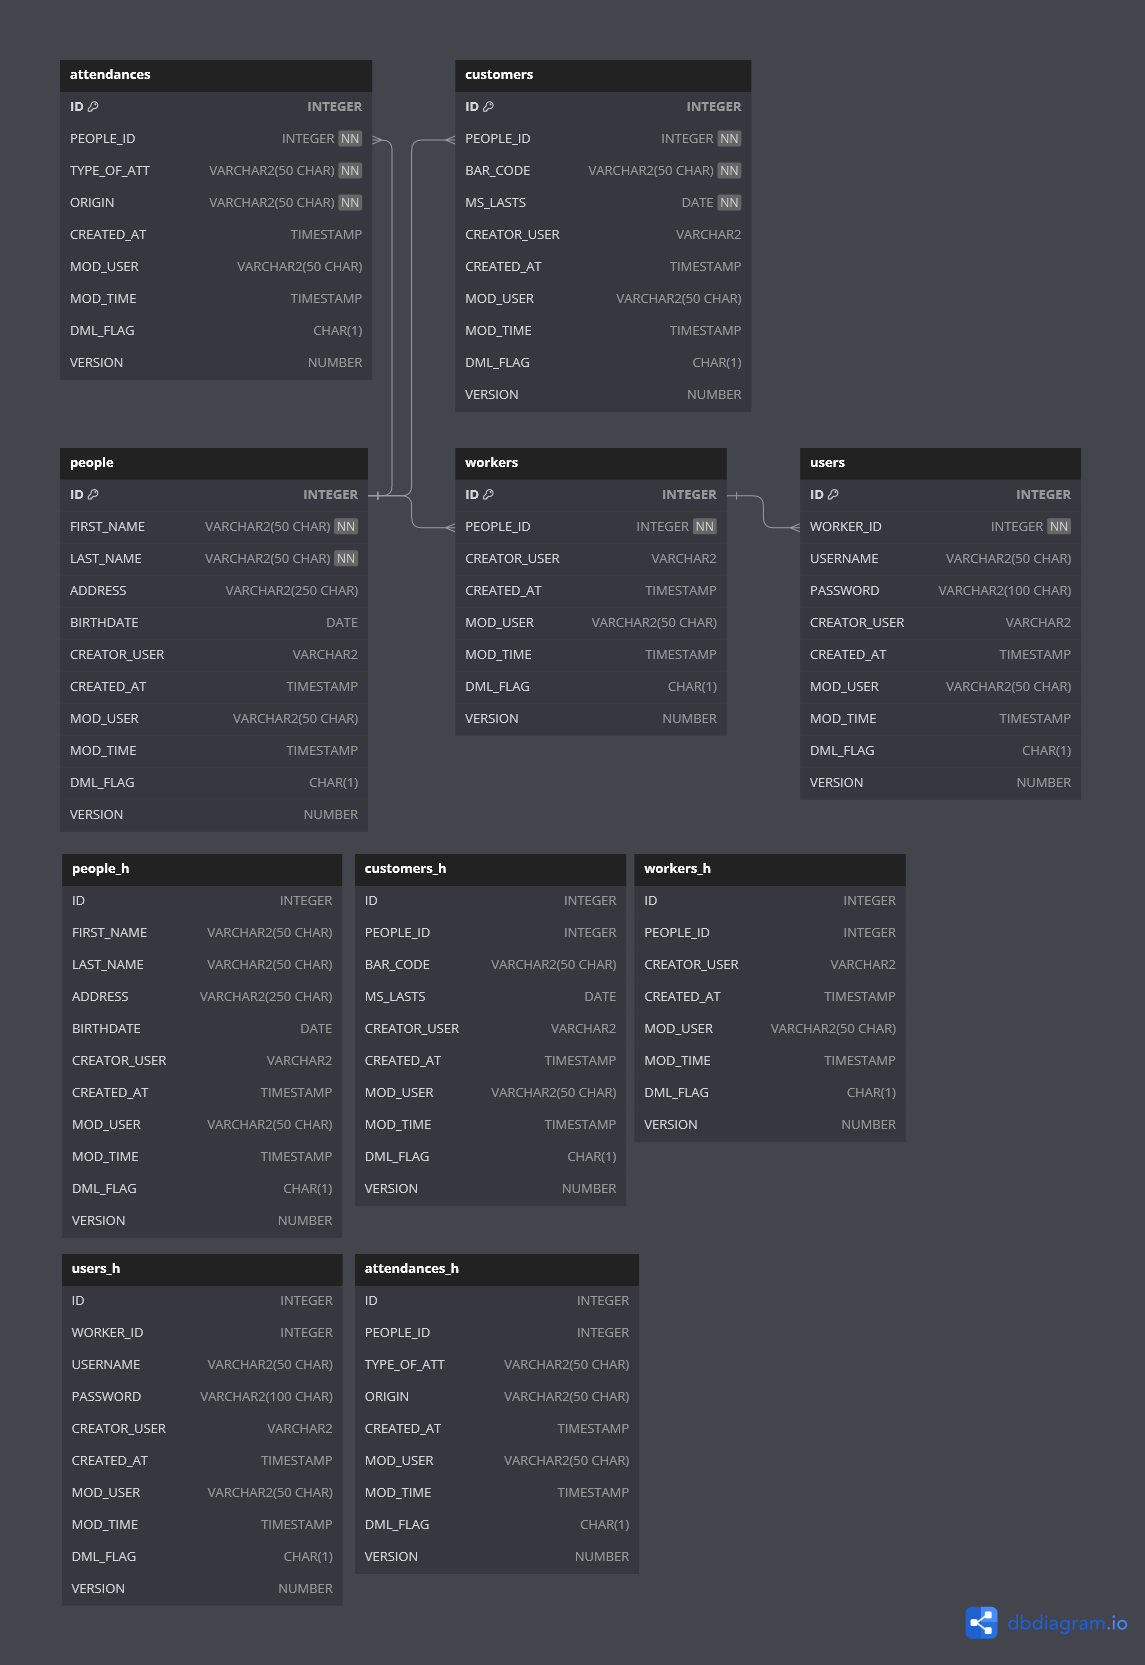 attendances
ID INTEGER
PEOPLE_ID INTEGER NN
TYPE_OF_ATT VARCHAR2(50 CHAR) NN
ORIGIN VARCHAR2(50 CHAR) NN
CREATED_AT TIMESTAMP
MOD_USER VARCHAR2(50 CHAR)
MOD_TIME TIMESTAMP
DML_FLAG CHAR(1)
VERSION NUMBER
customers
ID INTEGER
PEOPLE_ID INTEGER NN
BAR_CODE VARCHAR2(50 CHAR) NN
MS_LASTS DATE NN
CREATOR_USER VARCHAR2
CREATED_AT TIMESTAMP
MOD_USER VARCHAR2(50 CHAR)
MOD_TIME TIMESTAMP
DML_FLAG CHAR(1)
VERSION NUMBER
people
ID INTEGER
FIRST_NAME VARCHAR2(50 CHAR) NN
LAST_NAME VARCHAR2(50 CHAR) NN
ADDRESS VARCHAR2(250 CHAR)
BIRTHDATE DATE
CREATOR_USER VARCHAR2
CREATED_AT TIMESTAMP
MOD_USER VARCHAR2(50 CHAR)
MOD_TIME TIMESTAMP
DML_FLAG CHAR(1)
VERSION NUMBER
workers
ID INTEGER
PEOPLE_ID INTEGER NN
CREATOR_USER VARCHAR2
CREATED_AT TIMESTAMP
MOD_USER VARCHAR2(50 CHAR)
MOD_TIME TIMESTAMP
DML_FLAG CHAR(1)
VERSION NUMBER
users
ID INTEGER
WORKER_ID INTEGER NN
USERNAME VARCHAR2(50 CHAR)
PASSWORD VARCHAR2(100 CHAR)
CREATOR_USER VARCHAR2
CREATED_AT TIMESTAMP
MOD_USER VARCHAR2(50 CHAR)
MOD_TIME TIMESTAMP
DML_FLAG CHAR(1)
VERSION NUMBER
people_h
ID INTEGER
FIRST_NAME VARCHAR2(50 CHAR)
LAST_NAME VARCHAR2(50 CHAR)
ADDRESS VARCHAR2(250 CHAR)
BIRTHDATE DATE
CREATOR_USER VARCHAR2
CREATED_AT TIMESTAMP
MOD_USER VARCHAR2(50 CHAR)
MOD_TIME TIMESTAMP
DML_FLAG CHAR(1)
VERSION NUMBER
customers_h
ID INTEGER
PEOPLE_ID INTEGER
BAR_CODE VARCHAR2(50 CHAR)
MS_LASTS DATE
CREATOR_USER VARCHAR2
CREATED_AT TIMESTAMP
MOD_USER VARCHAR2(50 CHAR)
MOD_TIME TIMESTAMP
DML_FLAG CHAR(1)
VERSION NUMBER
workers_h
ID INTEGER
PEOPLE_ID INTEGER
CREATOR_USER VARCHAR2
CREATED_AT TIMESTAMP
MOD_USER VARCHAR2(50 CHAR)
MOD_TIME TIMESTAMP
DML_FLAG CHAR(1)
VERSION NUMBER
users_h
ID INTEGER
WORKER_ID INTEGER
USERNAME VARCHAR2(50 CHAR)
PASSWORD VARCHAR2(100 CHAR)
CREATOR_USER VARCHAR2
CREATED_AT TIMESTAMP
MOD_USER VARCHAR2(50 CHAR)
MOD_TIME TIMESTAMP
DML_FLAG CHAR(1)
VERSION NUMBER
attendances_h
ID INTEGER
PEOPLE_ID INTEGER
TYPE_OF_ATT VARCHAR2(50 CHAR)
ORIGIN VARCHAR2(50 CHAR)
CREATED_AT TIMESTAMP
MOD_USER VARCHAR2(50 CHAR)
MOD_TIME TIMESTAMP
DML_FLAG CHAR(1)
VERSION NUMBER
dbdiagram.io